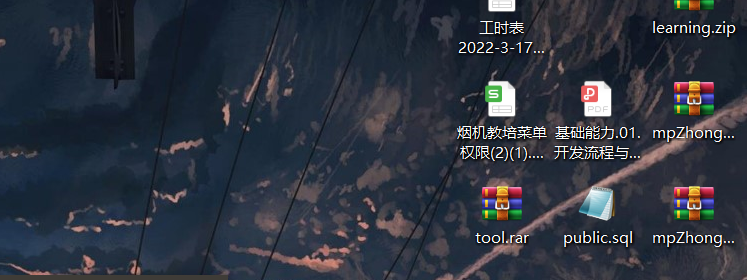 工时表
2022-3-17...
learning.zip
烟机教培菜单
权限(2)(1)....
基础能力.01.
开发流程与...
mpZhong...
tool.rar
public.sql
mpZhong...